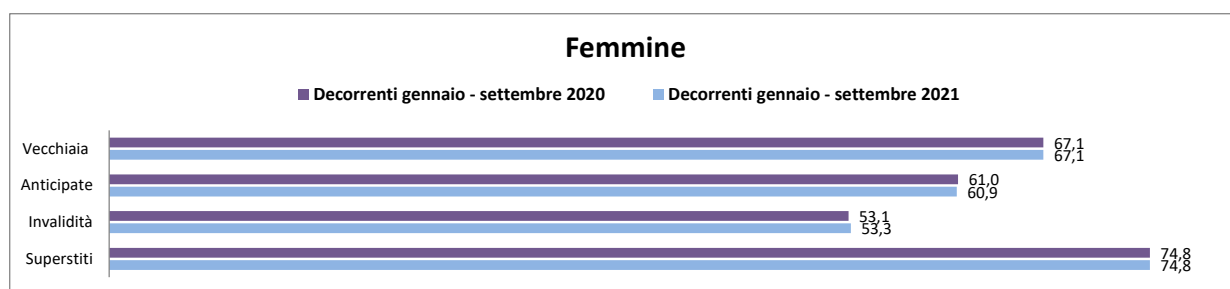 Femmine
Decorrenti gennaio - settembre 2020 Decorrenti gennaio - settembre 2021
Vecchiaia 67,1
67,1
Anticipate 61,0
60,9
Invalidità 53,1
53,3
Superstiti 74,8
74,8